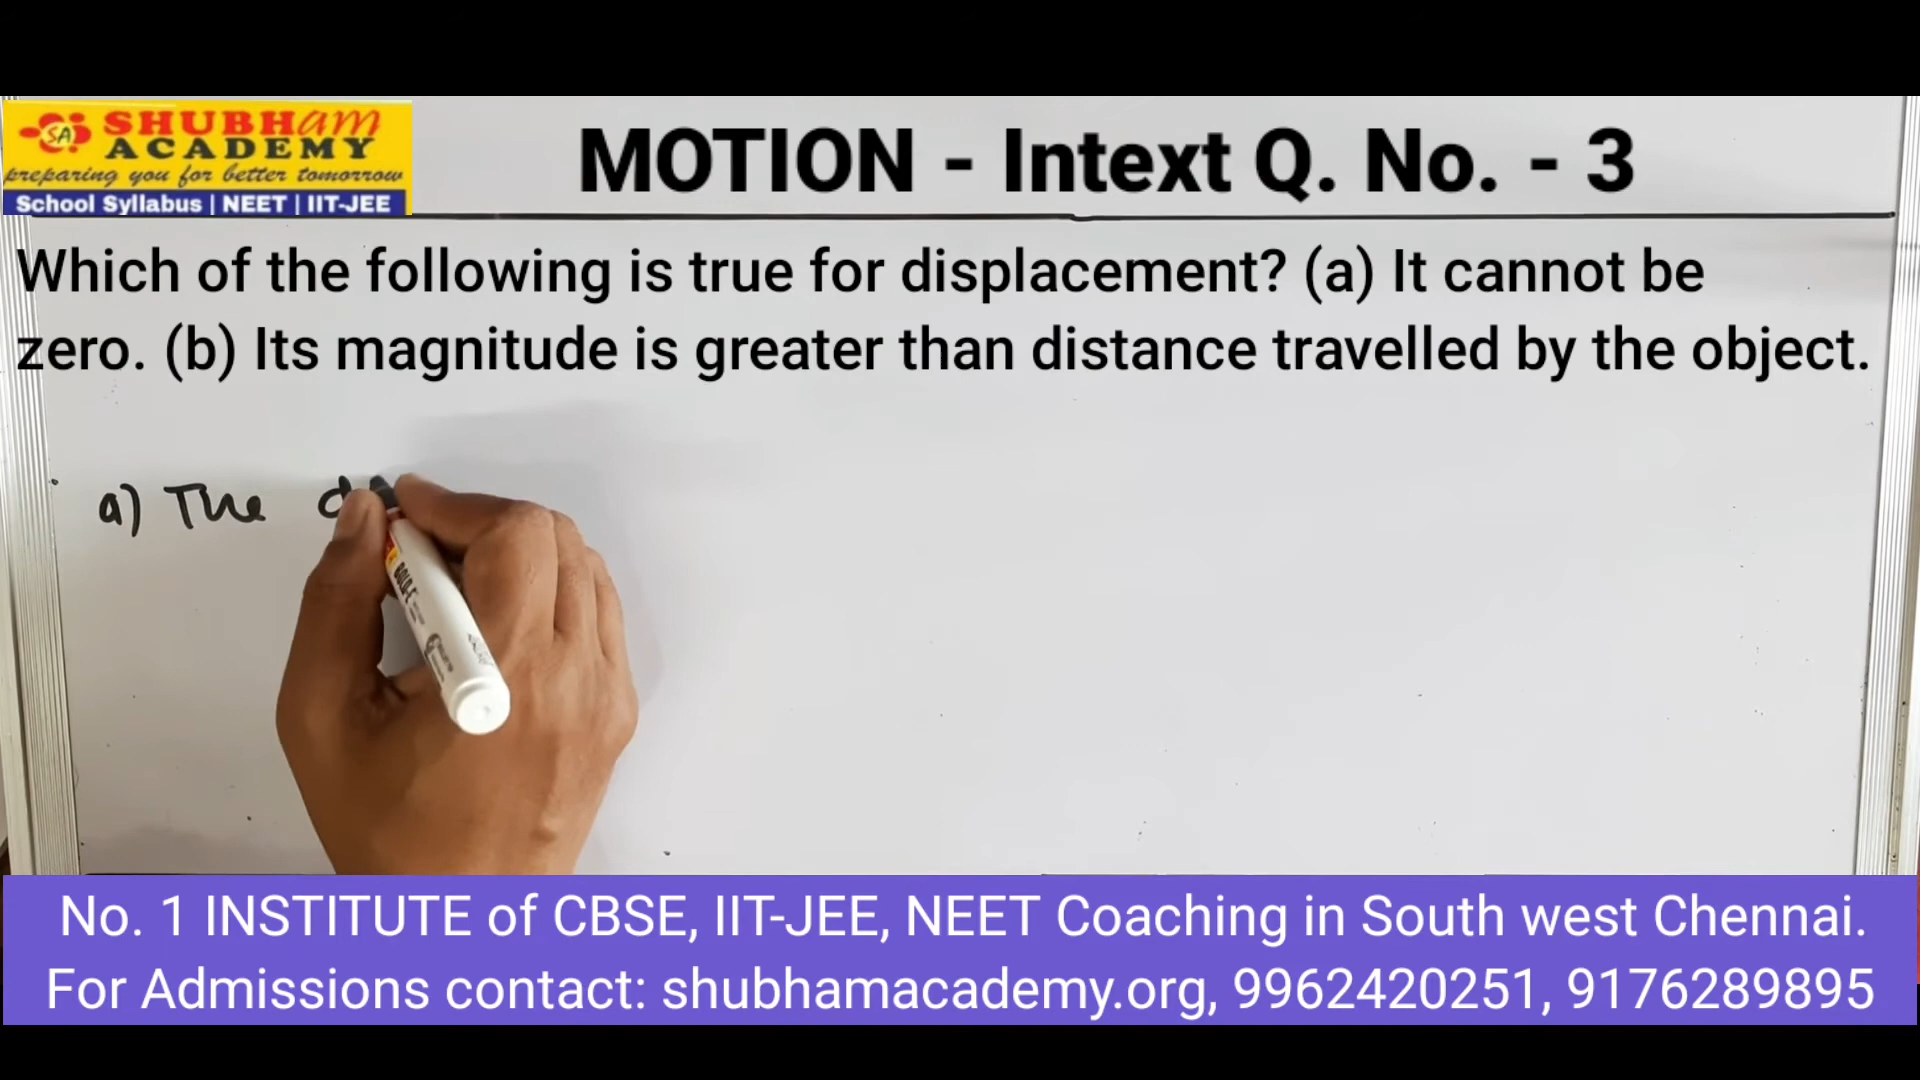 SHUBHAM
SA
ACADEMY
preparing you for better tomorrow
School Syllabus | NEET | IIT-JEE
MOTION - Intext Q. No. - 3
Which of the following is true for displacement? (a) It cannot be
zero. (b) Its magnitude is greater than distance travelled by the object.
a) The d
No. 1 INSTITUTE of CBSE, IIT-JEE, NEET Coaching in South west Chennai.
For Admissions contact: shubhamacademy.org, 9962420251, 9176289895